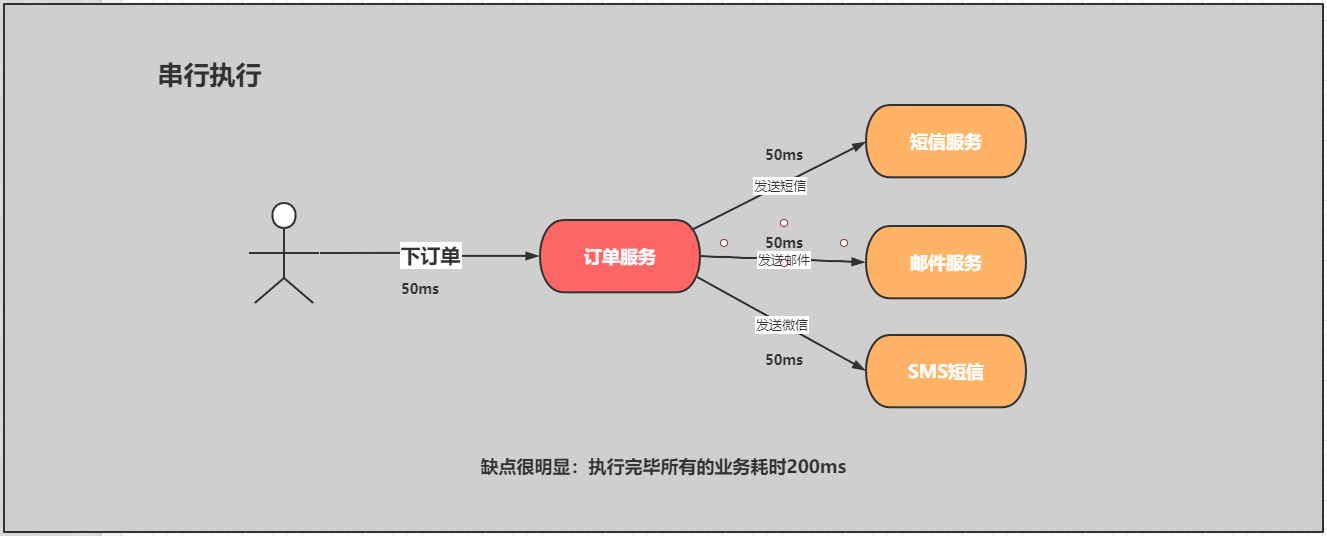 串行执行
50ms
短信服务
发送短信
下订单
50ms
订单服务
50ms
发送邮件
邮件服务
发送微信
50ms
SMS短信
缺点很明显：执行完毕所有的业务耗时200ms